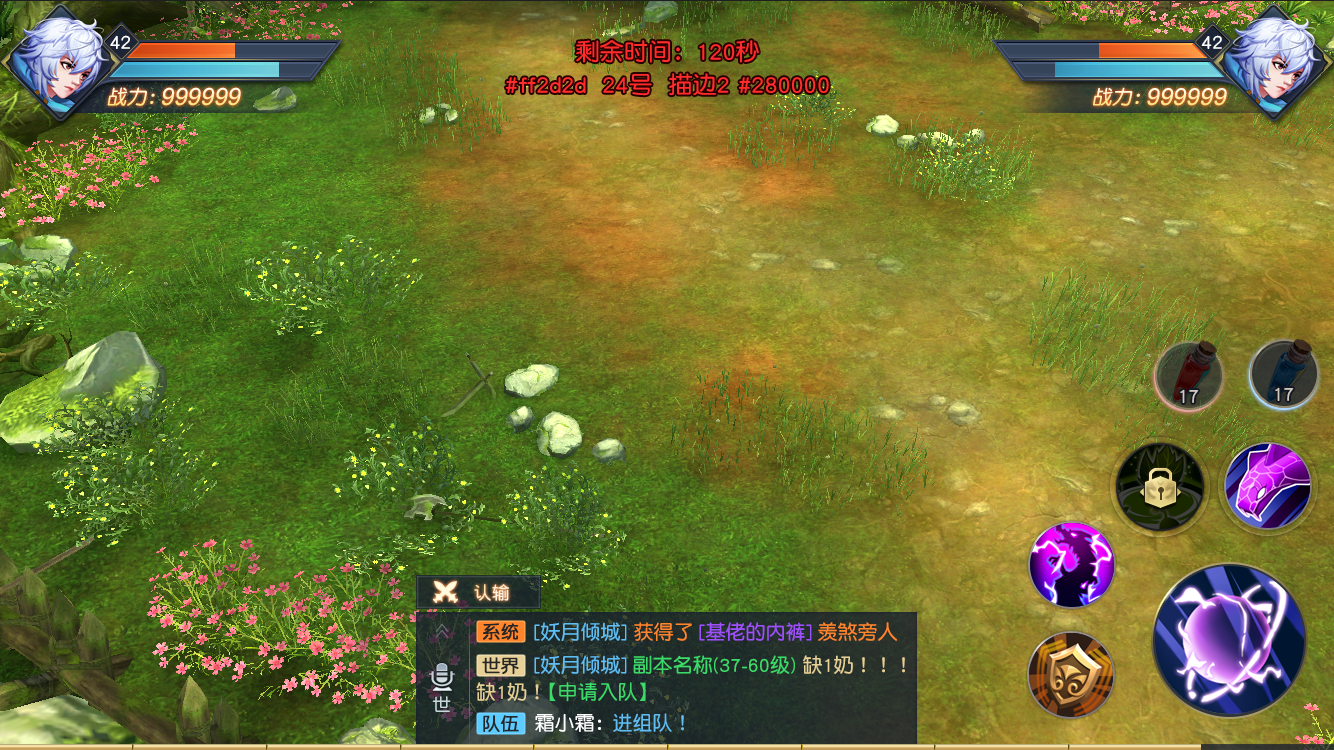 42
战力: 999999
剩余时间: 120秒
#ff2d2d 24号 描边2 #280000
42
战力: 999999
17
17
认输
系统 [妖月倾城] 获得了 [基佬的内裤] 羡煞旁人
世界 [妖月倾城] 副本名称(37-60级) 缺1奶！！！
缺1奶！【申请入队】
世
队伍 霜小霜: 进组队！